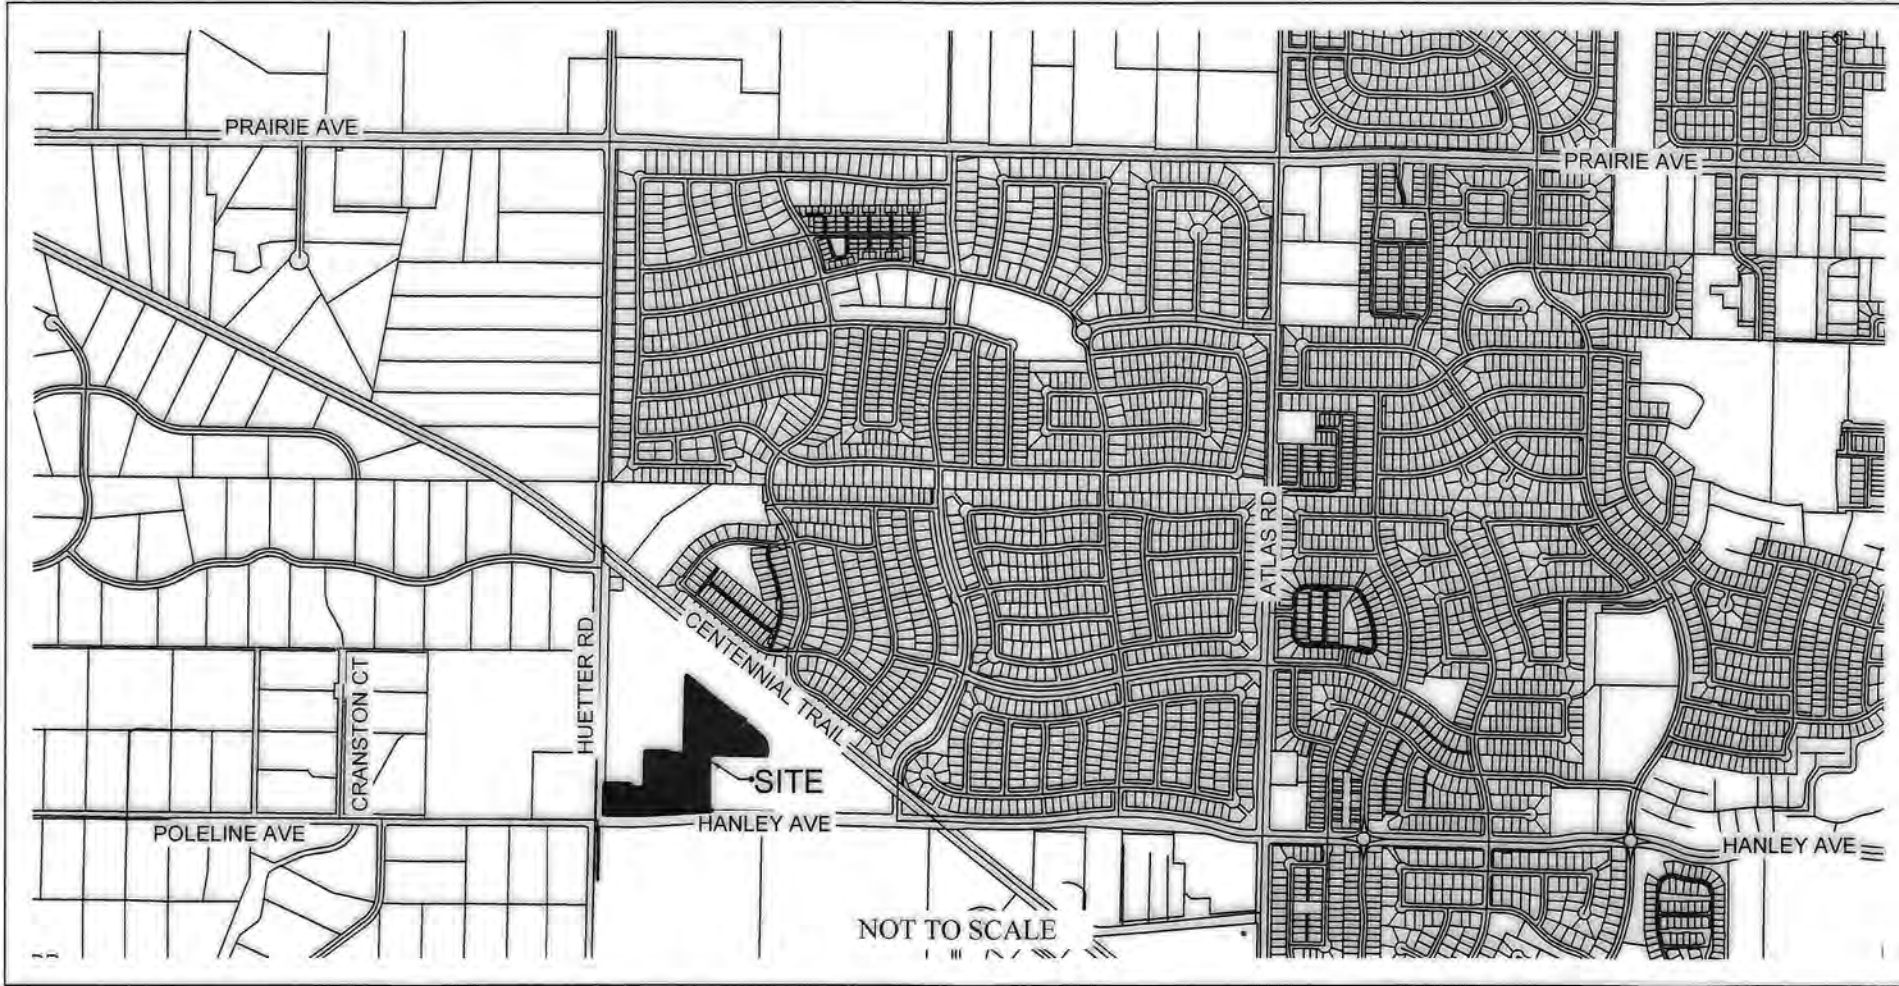 PRAIRIE AVE
PRAIRIE AVE
ATLAS RD
CENTENNIAL TRAIL
HUETTER RD
CRANSTON CT
SITE
POLELINE AVE
HANLEY AVE
HANLEY AVE
NOT TO SCALE